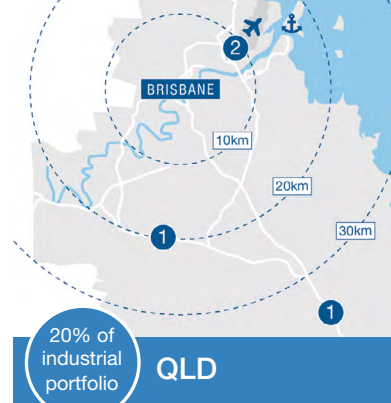 2
BRISBANE
10km
20km
1
30km
1
20% of
industrial
portfolio
QLD